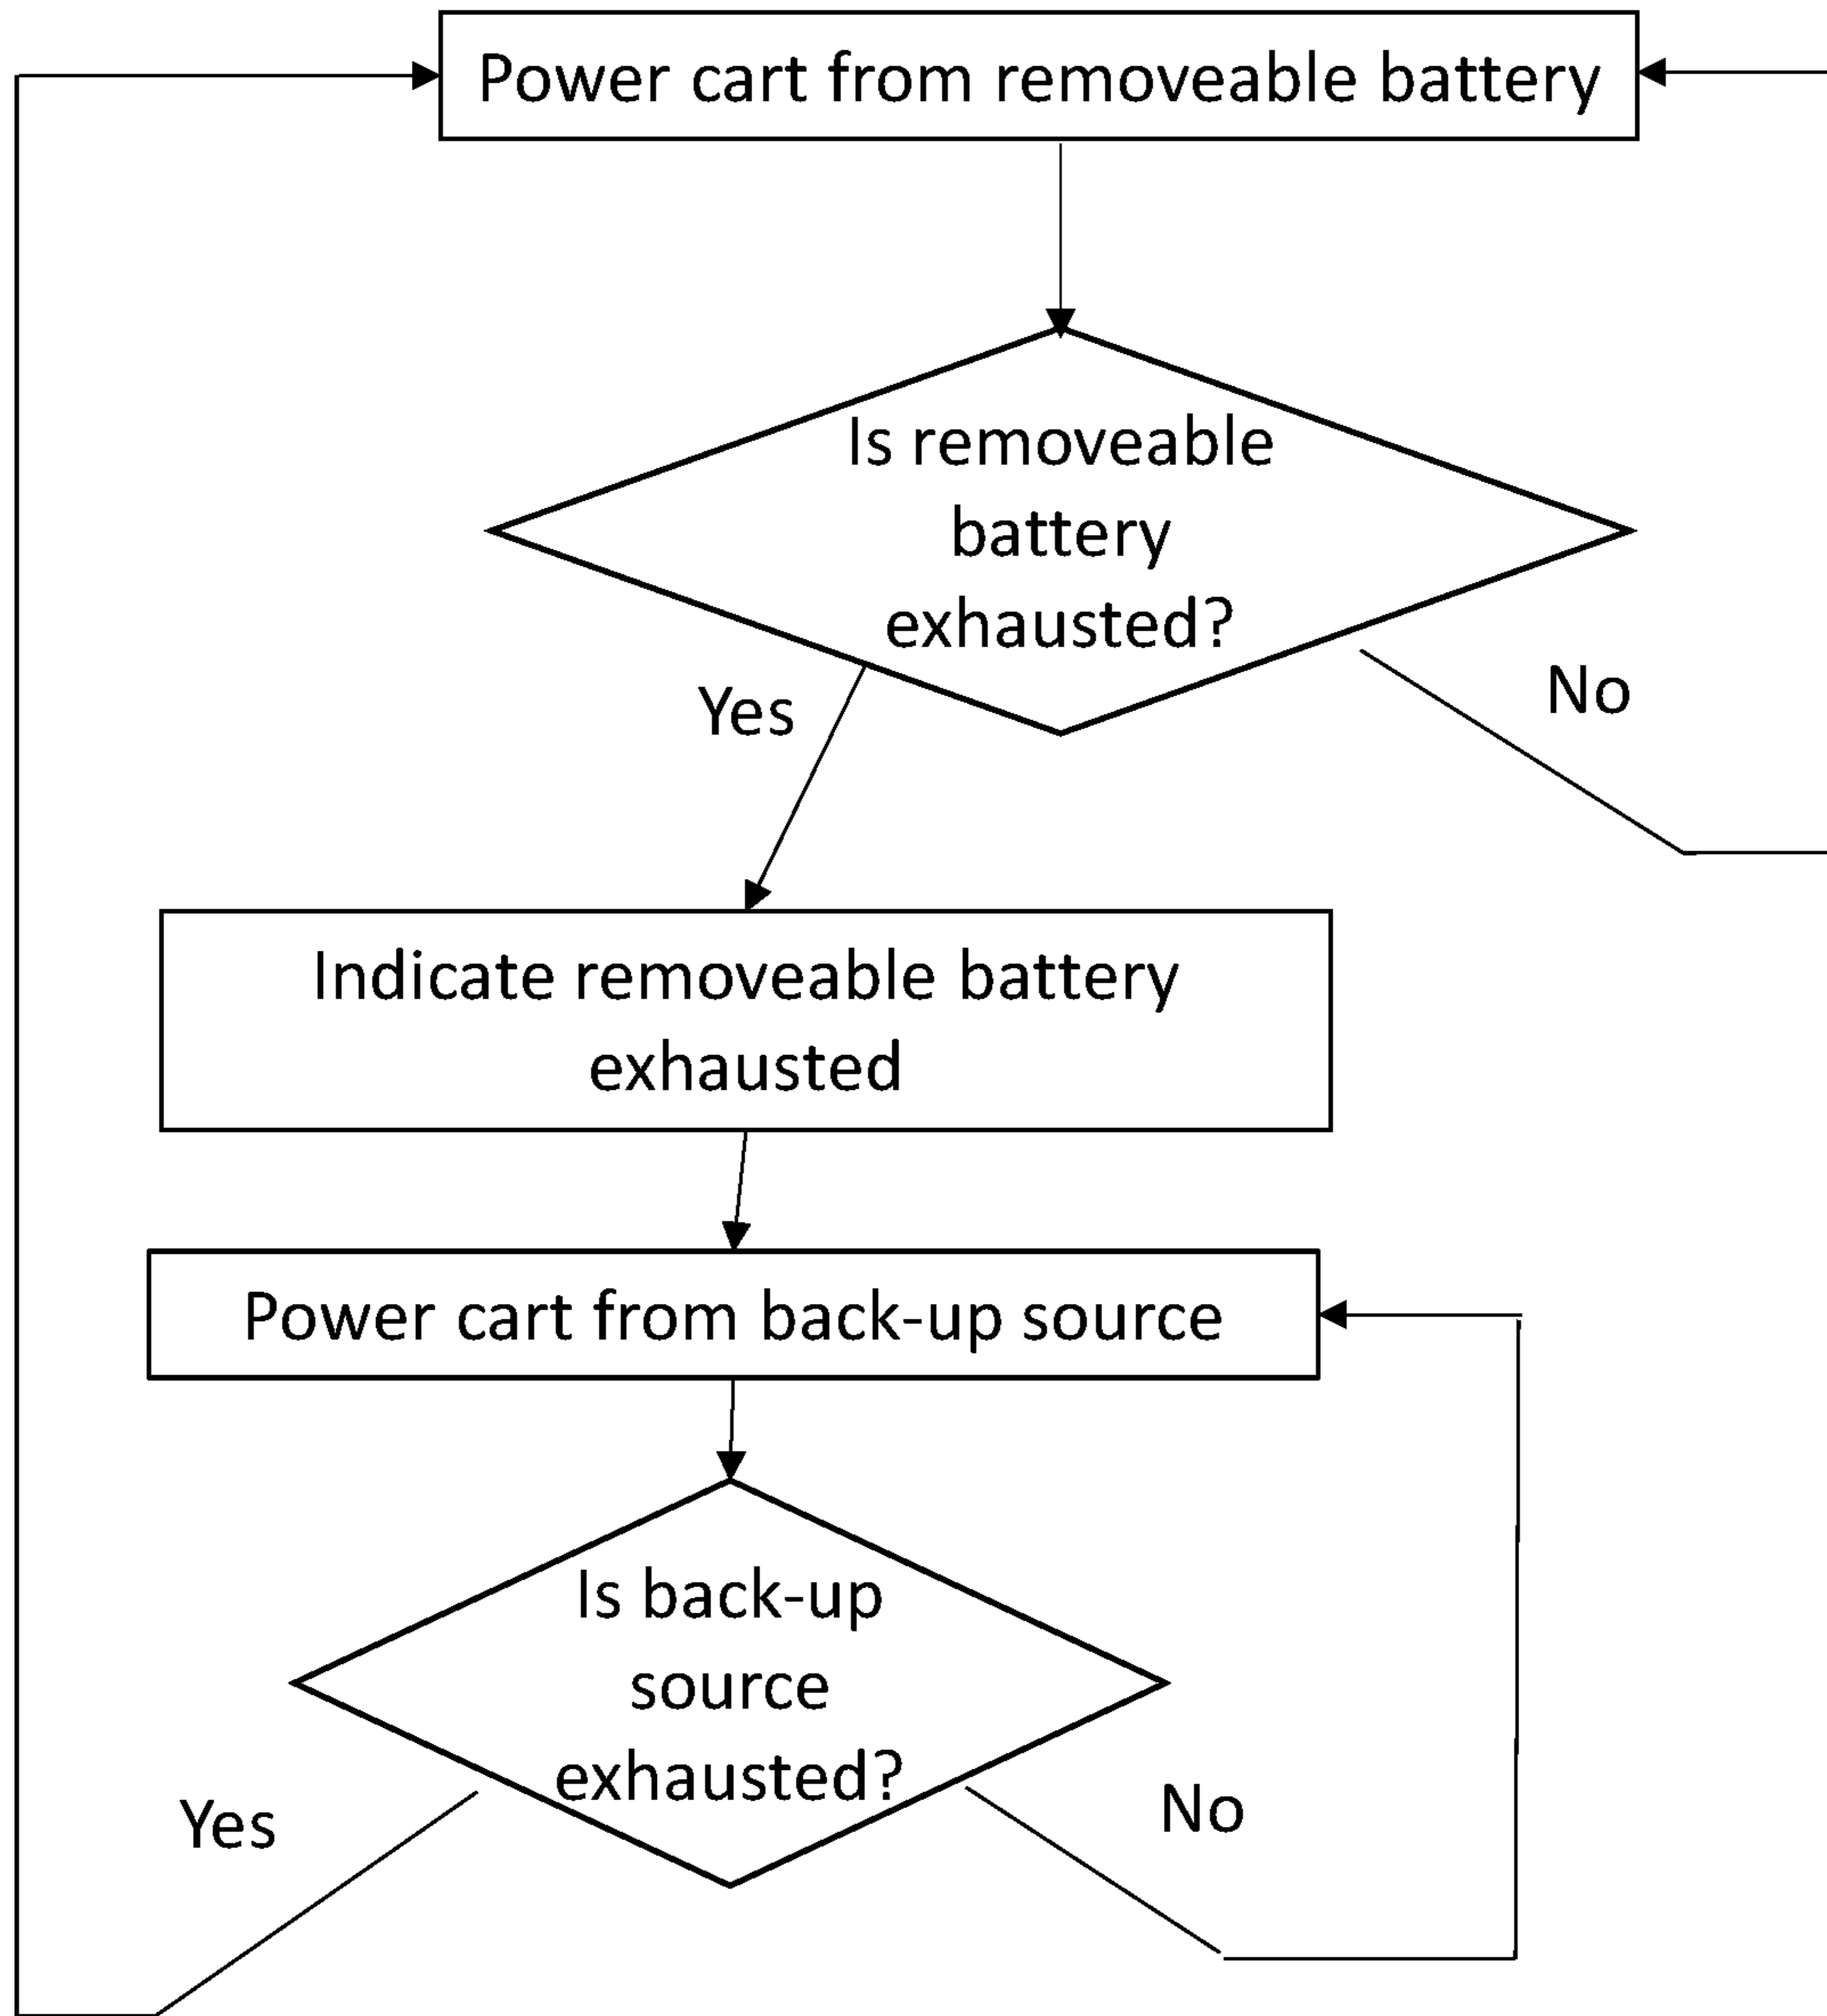 Power cart from removeable battery
Is removeable
battery
exhausted?
Yes
No
Indicate removeable battery
exhausted
Power cart from back-up source
Is back-up
source
exhausted?
Yes
No